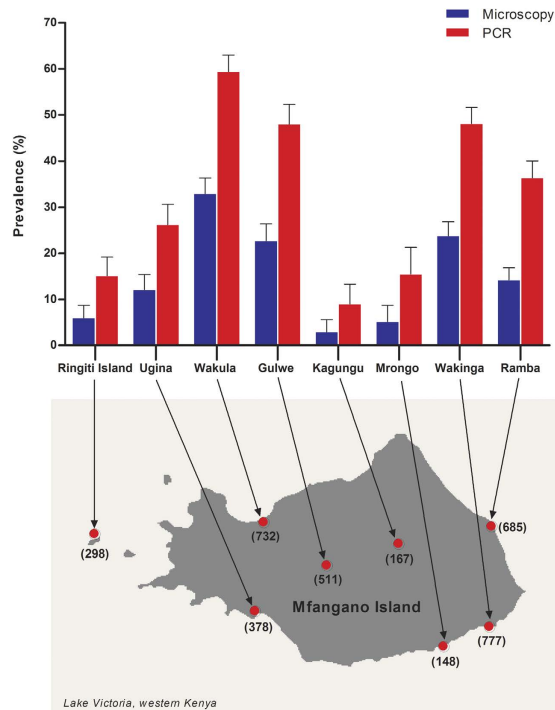 Microscopy
PCR
Prevalence (%)
70
60
50
40
30
20
10
0
Ringiti Island Ugina Wakula Gulwe Kagungu Mrongo Wakinga Ramba
(298)
(732)
(685)
(167)
(511)
Mfangano Island
(378)
(777)
(148)
Lake Victoria, western Kenya